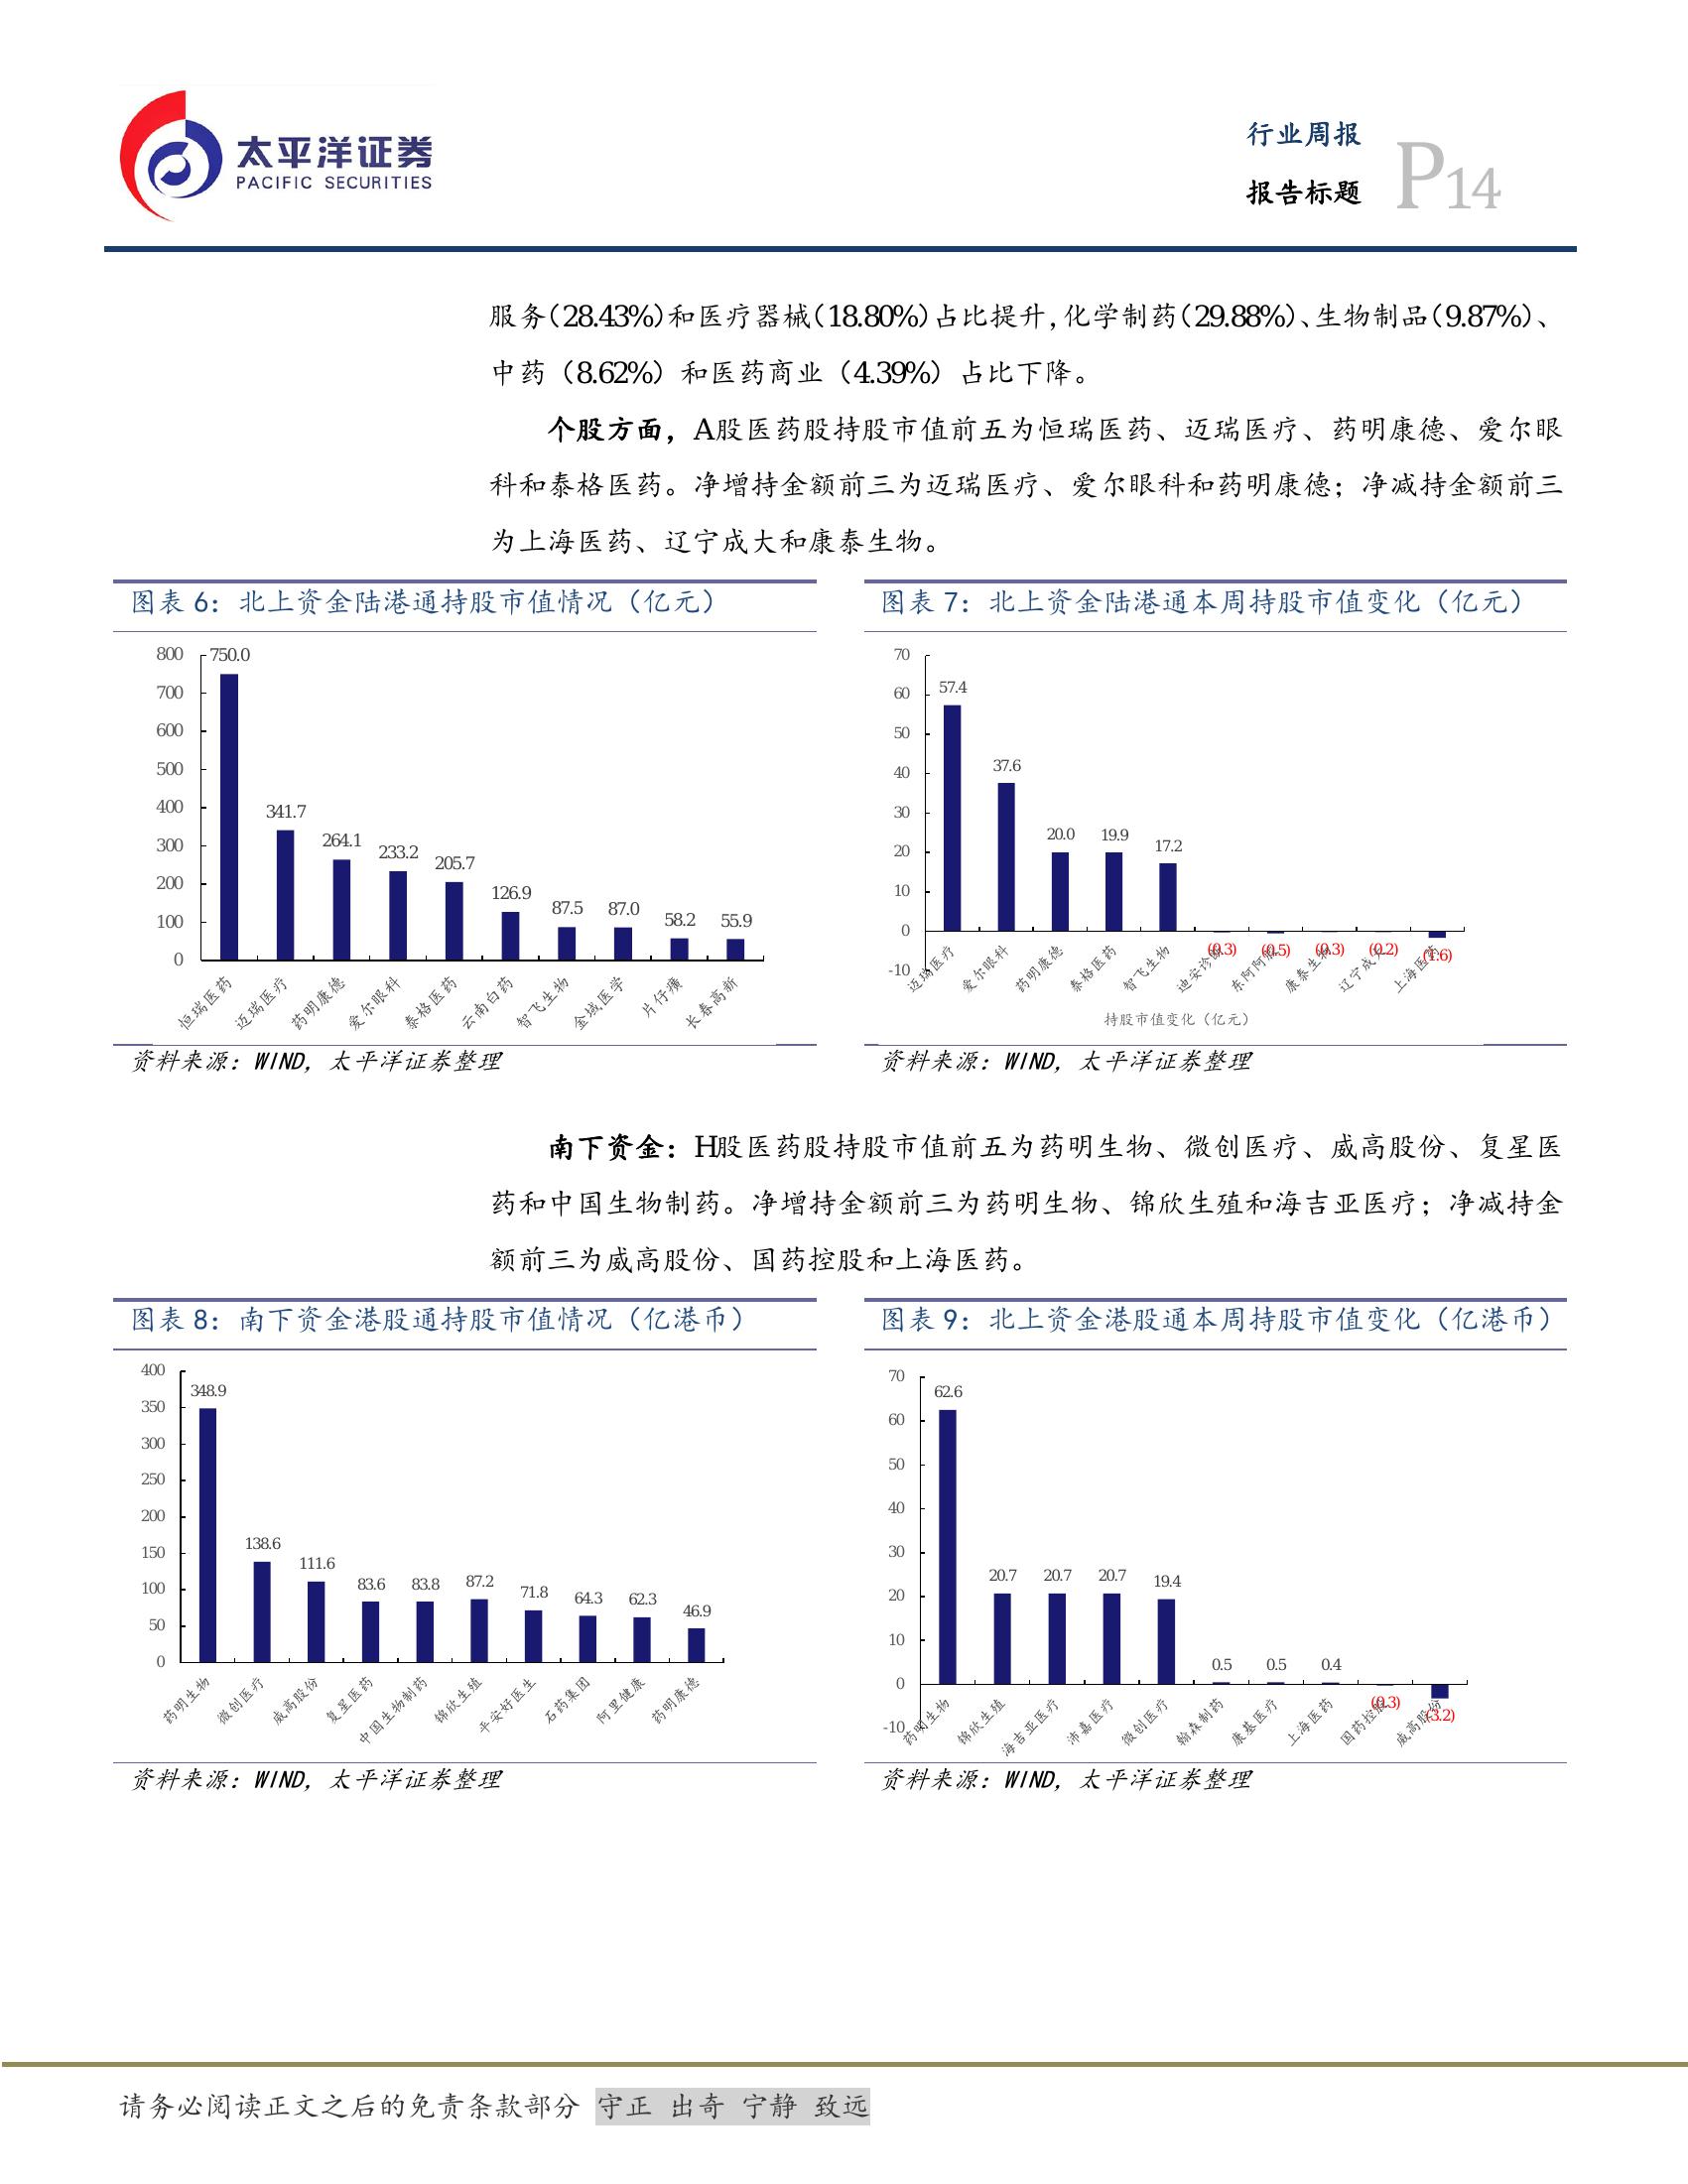 太平洋证券
PACIFIC SECURITIES
行业周报
报告标题
P14
服务(28.43%)和医疗器械(18.80%)占比提升,化学制药(29.88%)、生物制品(9.87%)、
中药(8.62%)和医药商业(4.39%)占比下降。
个股方面，A股医药股持股市值前五为恒瑞医药、迈瑞医疗、药明康德、爱尔眼
科和泰格医药。净增持金额前三为迈瑞医疗、爱尔眼科和药明康德；净减持金额前三
为上海医药、辽宁成大和康泰生物。
图表 6：北上资金陆港通持股市值情况（亿元）
800
700
600
500
400
300
200
100
0
750.0
341.7
264.1
233.2
205.7
126.9
87.5
87.0
58.2
55.9
恒瑞医药
迈瑞医疗
药明康德
爱尔眼科
泰格医药
云南白药
智飞生物
金域医学
片仔癀
长春高新
资料来源：WIND，太平洋证券整理
图表 7：北上资金陆港通本周持股市值变化（亿元）
70
60
50
40
30
20
10
0
-10
57.4
37.6
20.0
19.9
17.2
(0.3)
(0.5)
(0.3)
(0.2)
(1.6)
迈瑞医疗
爱尔眼科
药明康德
泰格医药
智飞生物
迪安诊断
东阿阿胶
康泰生物
辽宁成大
上海医药
持股市值变化（亿元）
资料来源：WIND，太平洋证券整理
南下资金：H股医药股持股市值前五为药明生物、微创医疗、威高股份、复星医
药和中国生物制药。净增持金额前三为药明生物、锦欣生殖和海吉亚医疗；净减持金
额前三为威高股份、国药控股和上海医药。
图表 8：南下资金港股通持股市值情况（亿港币）
400
350
300
250
200
150
100
50
0
348.9
138.6
111.6
83.6
83.8
87.2
71.8
64.3
62.3
46.9
药明生物
微创医疗
威高股份
复星医药
中国生物制药
锦欣生殖
平安好医生
石药集团
阿里健康
药明康德
资料来源：WIND，太平洋证券整理
图表 9：北上资金港股通本周持股市值变化（亿港币）
70
60
50
40
30
20
10
0
-10
62.6
20.7
20.7
20.7
19.4
0.5
0.5
0.4
(0.3)
(3.2)
药明生物
锦欣生殖
海吉亚医疗
沛嘉医疗
微创医疗
翰森制药
康基医疗
上海医药
国药控股
威高股份
资料来源：WIND，太平洋证券整理
请务必阅读正文之后的免责条款部分 守正 出奇 宁静 致远